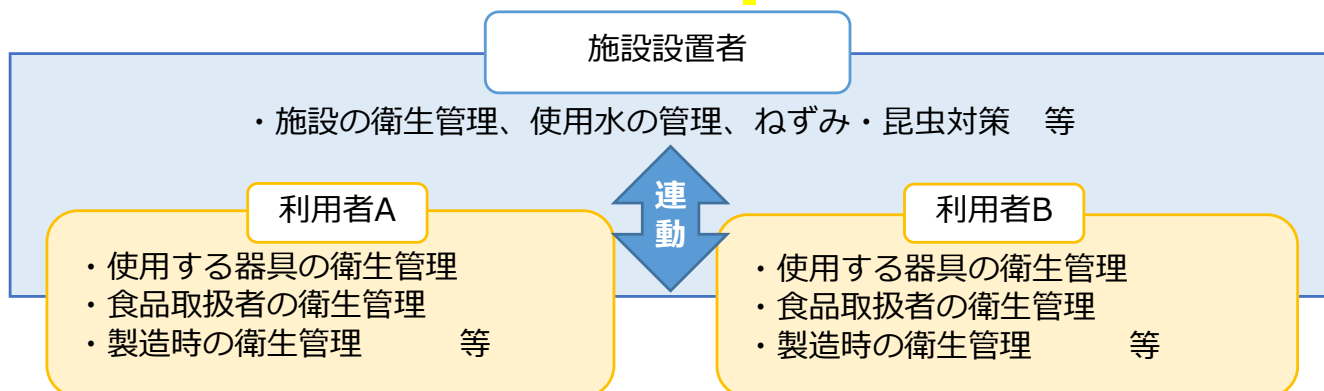 施設設置者
・施設の衛生管理、使用水の管理、ねずみ・昆虫対策　等
連動
利用者A
・使用する器具の衛生管理
・食品取扱者の衛生管理
・製造時の衛生管理　　　等
利用者B
・使用する器具の衛生管理
・食品取扱者の衛生管理
・製造時の衛生管理　　　等